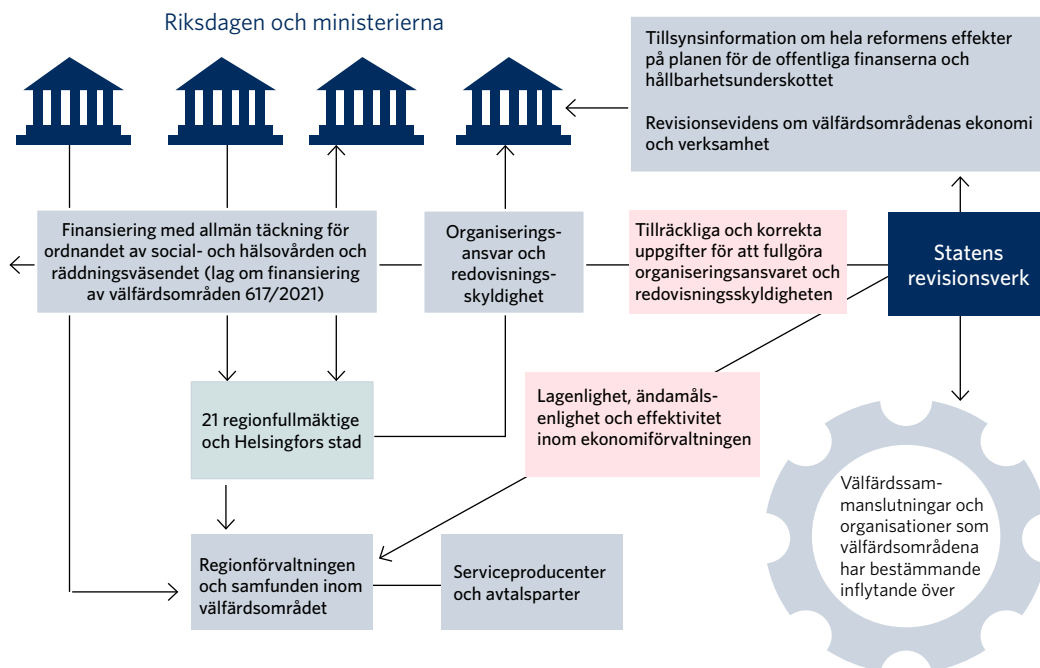 Riksdagen och ministerierna
Tillsynsinformation om hela reformens effekter
på planen för de offentliga finanserna och
hållbarhetsunderskottet
Revisionsevidens om välfärdsområdenas ekonomi
och verksamhet
Finansiering med allmän täckning för
ordnandet av social- och hälsovården och
räddningsväsendet (lag om finansiering
av välfärdsområden 617/2021)
Organiserings-
ansvar och
redovisnings-
skyldighet
Tillräckliga och korrekta
uppgifter för att fullgöra
organiseringsansvaret och
redovisningsskyldigheten
Statens
revisionsverk
21 regionfullmäktige
och Helsingfors stad
Lagenlighet, ändamåls-
enlighet och effektivitet
inom ekonomiförvaltningen
Regionförvaltningen
och samfunden inom
välfärdsområdet
Serviceproducenter
och avtalsparter
Välfärdssam-
manslutningar och
organisationer som
välfärdsområdena
har bestämmande
inflytande över